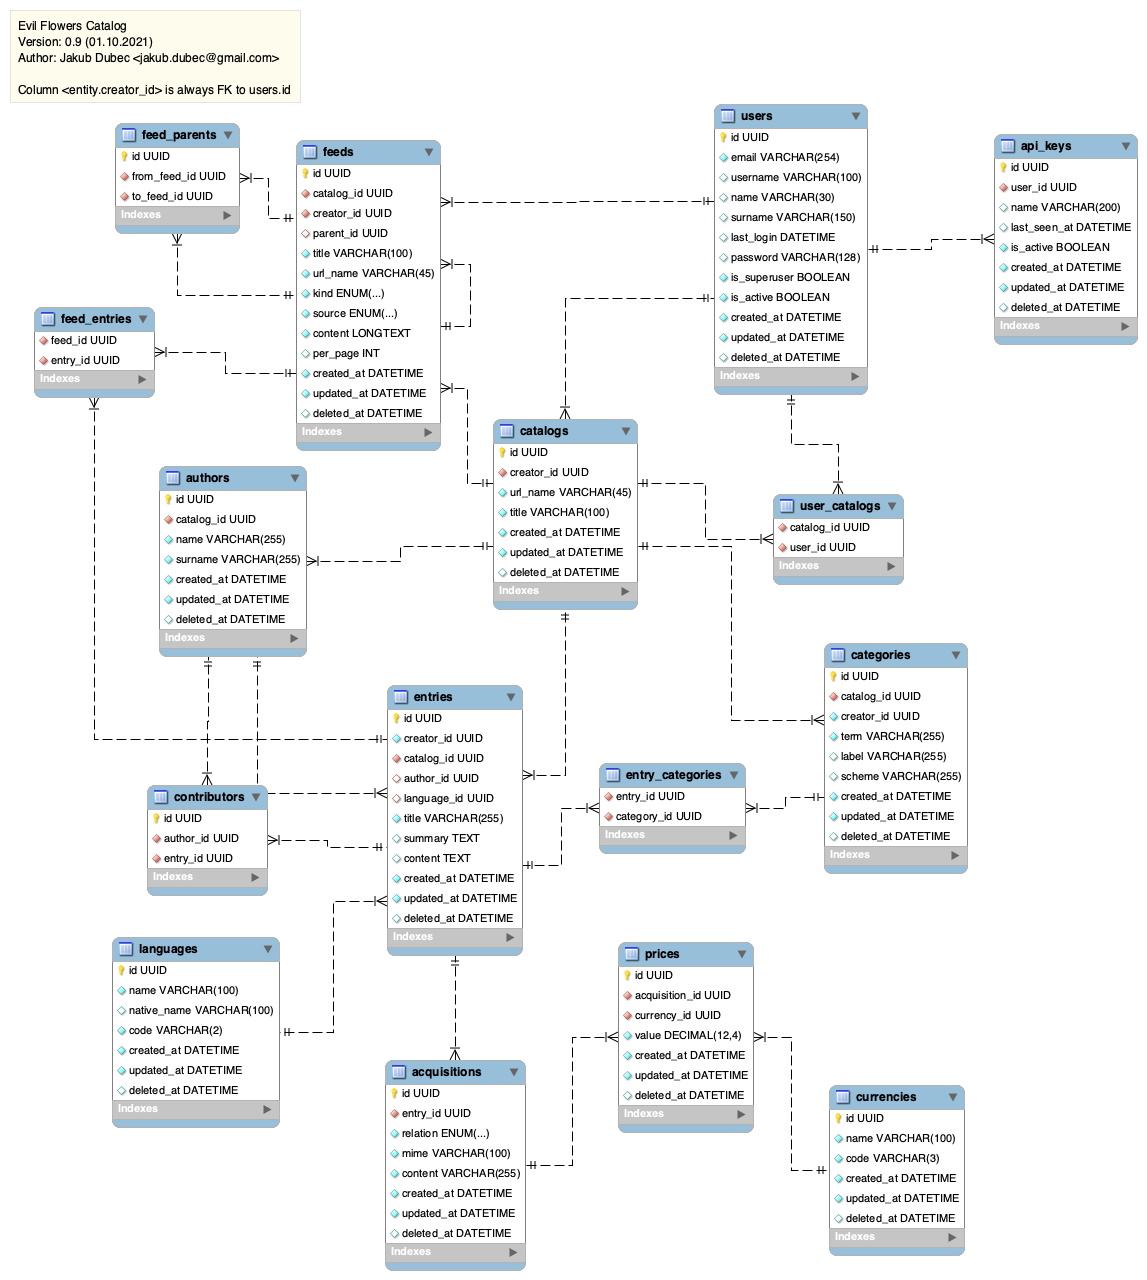 Evil Flowers Catalog
Version: 0.9 (01.10.2021)
Author: Jakub Dubec <jakub.dubec@gmail.com>
Column <entity.creator_id> is always FK to users.id
feed_parents
id UUID
from_feed_id UUID
to_feed_id UUID
Indexes
feeds
id UUID
catalog_id UUID
creator_id UUID
parent_id UUID
title VARCHAR(100)
url_name VARCHAR(45)
kind ENUM(...)
source ENUM(...)
content LONGTEXT
per_page INT
created_at DATETIME
updated_at DATETIME
deleted_at DATETIME
Indexes
users
id UUID
email VARCHAR(254)
username VARCHAR(100)
name VARCHAR(30)
surname VARCHAR(150)
last_login DATETIME
password VARCHAR(128)
is_superuser BOOLEAN
is_active BOOLEAN
created_at DATETIME
updated_at DATETIME
deleted_at DATETIME
Indexes
api_keys
id UUID
user_id UUID
name VARCHAR(200)
last_seen_at DATETIME
is_active BOOLEAN
created_at DATETIME
updated_at DATETIME
deleted_at DATETIME
Indexes
feed_entries
feed_id UUID
entry_id UUID
Indexes
catalogs
id UUID
creator_id UUID
url_name VARCHAR(45)
title VARCHAR(100)
created_at DATETIME
updated_at DATETIME
deleted_at DATETIME
Indexes
authors
id UUID
catalog_id UUID
name VARCHAR(255)
surname VARCHAR(255)
created_at DATETIME
updated_at DATETIME
deleted_at DATETIME
Indexes
user_catalogs
catalog_id UUID
user_id UUID
Indexes
categories
id UUID
catalog_id UUID
creator_id UUID
term VARCHAR(255)
label VARCHAR(255)
scheme VARCHAR(255)
created_at DATETIME
updated_at DATETIME
deleted_at DATETIME
Indexes
entries
id UUID
creator_id UUID
catalog_id UUID
author_id UUID
language_id UUID
title VARCHAR(255)
summary TEXT
content TEXT
created_at DATETIME
updated_at DATETIME
deleted_at DATETIME
Indexes
entry_categories
entry_id UUID
category_id UUID
Indexes
contributors
id UUID
author_id UUID
entry_id UUID
Indexes
languages
id UUID
name VARCHAR(100)
native_name VARCHAR(100)
code VARCHAR(2)
created_at DATETIME
updated_at DATETIME
deleted_at DATETIME
Indexes
prices
id UUID
acquisition_id UUID
currency_id UUID
value DECIMAL(12,4)
created_at DATETIME
updated_at DATETIME
deleted_at DATETIME
Indexes
acquisitions
id UUID
entry_id UUID
relation ENUM(...)
mime VARCHAR(100)
content VARCHAR(255)
created_at DATETIME
updated_at DATETIME
deleted_at DATETIME
Indexes
currencies
id UUID
name VARCHAR(100)
code VARCHAR(3)
created_at DATETIME
updated_at DATETIME
deleted_at DATETIME
Indexes